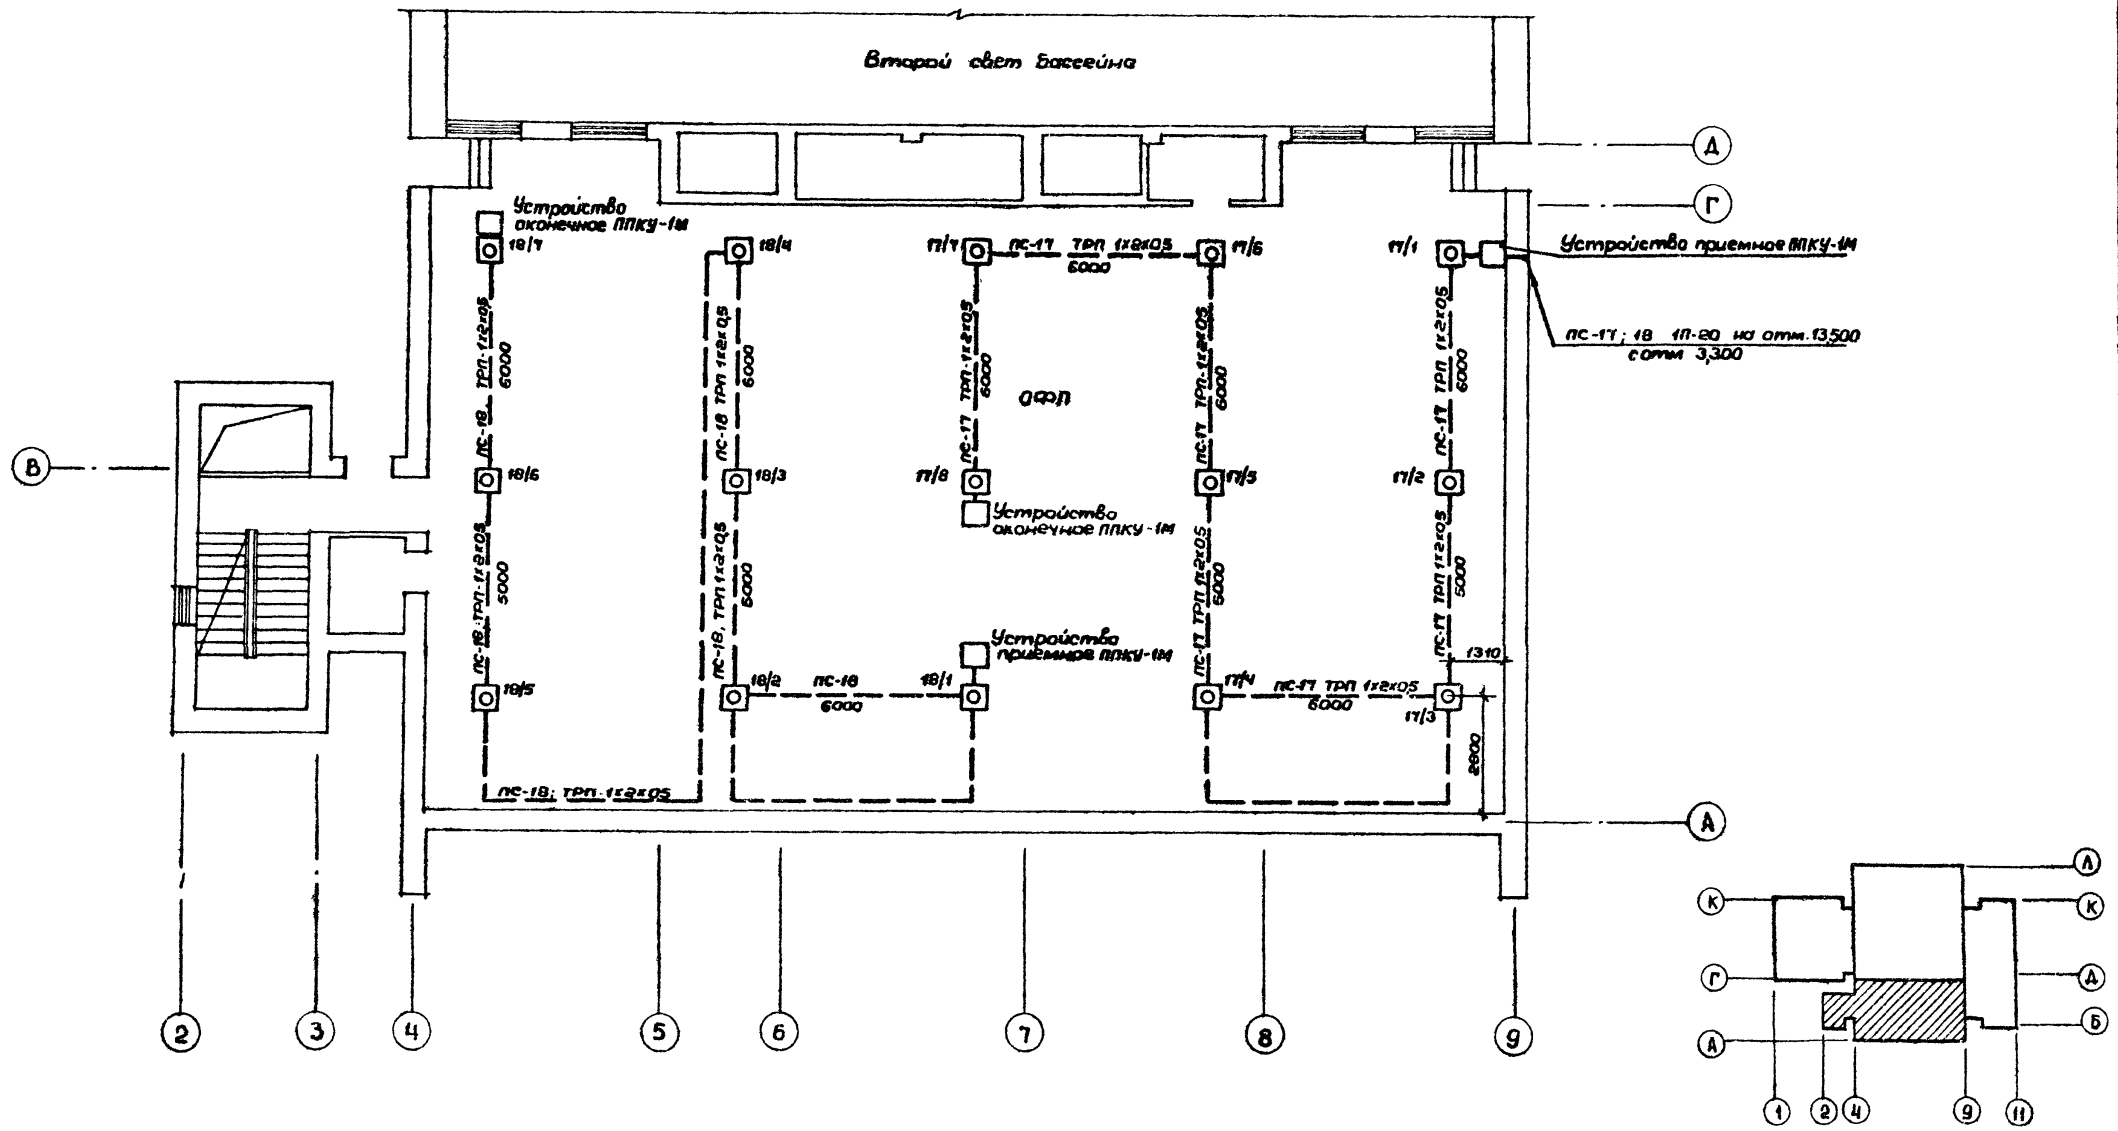 Второй свет бассейна
Д
Г
Устройство
оконечное ППКУ-1М
18/7
18/4
17/7
ПС-17 ТРП 1х2х0,5
6000
17/6
17/1
Устройство приемное ППКУ-1М
ПС-17; 18 1П-20 на отм. 13,500
с отм 3,300
ПС-18. ТРП-1х2х0,5
6000
ПС-18 ТРП 1х2х0,5
6000
ПС-17 ТРП-1х2х0,5
6000
ОФП
ПС-17 ТРП-1х2х0,5
6000
ПС-17 ТРП 1х2х0,5
6000
В
18/6
18/3
17/8
17/5
17/2
Устройство
оконечное ППКУ-1М
ПС-18; ТРП-1х2х0,5
5000
ПС-18, ТРП 1х2х0,5
5000
ПС-17 ТРП 1х2х0,5
5000
ПС-17 ТРП 1х2х0,5
5000
Устройство
приемное ППКУ-1М
1310
18/5
18/2
ПС-18
6000
18/1
17/4
ПС-17 ТРП 1х2х0,5
6000
17/3
2800
ПС-18; ТРП-1х2х0,5
А
2
3
4
5
6
7
8
9
Л
К
К
Г
Д
Б
А
1
2
4
9
11